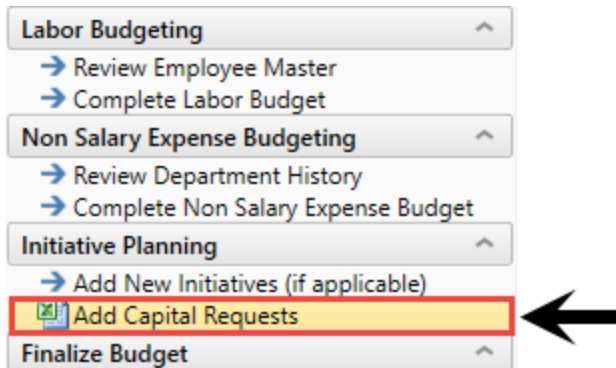 Labor Budgeting
Review Employee Master
Complete Labor Budget
Non Salary Expense Budgeting
Review Department History
Complete Non Salary Expense Budget
Initiative Planning
Add New Initiatives (if applicable)
Add Capital Requests
Finalize Budget